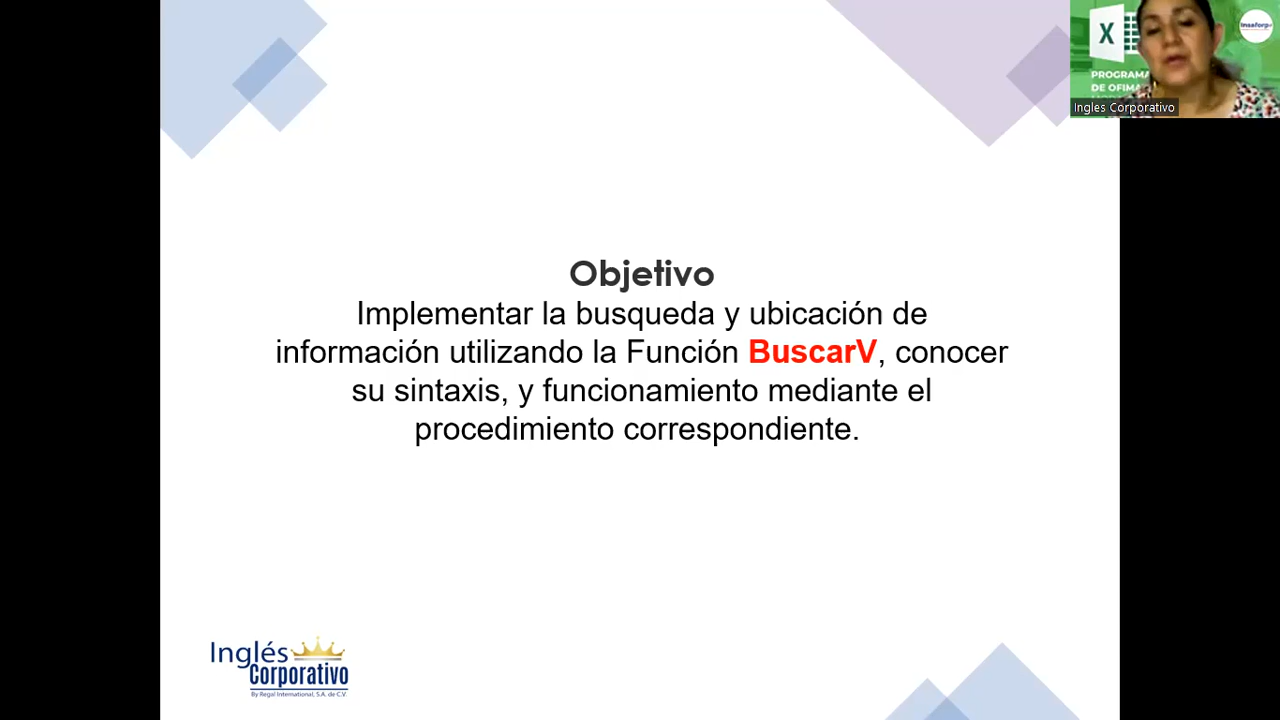 PROGRAMA
DE OFIMA
Ingles Corporativo
Objetivo
Implementar la busqueda y ubicación de
información utilizando la Función BuscarV, conocer
su sintaxis, y funcionamiento mediante el
procedimiento correspondiente.
Inglés
Corporativo
By Regal International, S.A. de C.V.